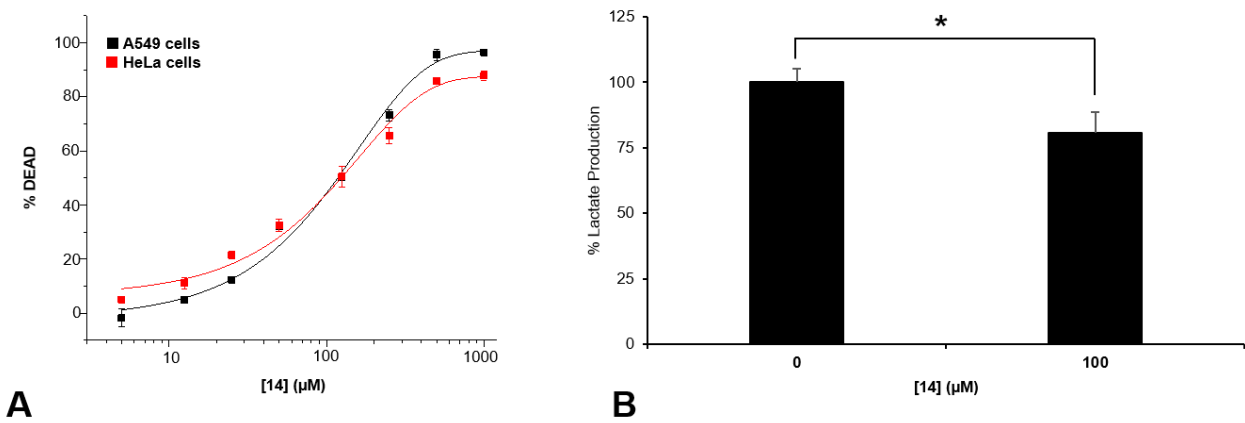 100
80
60
40
20
0
% DEAD
A549 cells
HeLa cells
10
100
1000
[14] (µM)
A
125
100
75
50
25
0
% Lactate Production
*
0
100
[14] (µM)
B